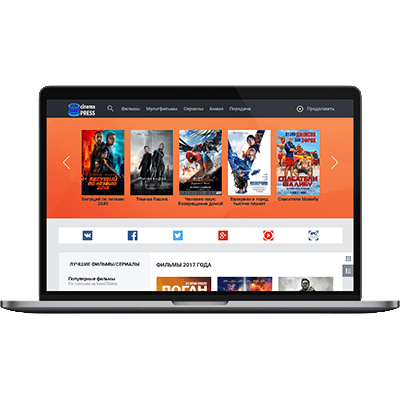 cinema
PRESS
Фильмы Мультфильмы Сериалы Аниме Передачи
Продолжить
Бегущий по лезвию 2049
Тёмная башня
Человек-паук: Возвращение домой
Валериан и город тысячи планет
Спасатели Малибу
ЛУЧШИЕ ФИЛЬМЫ/СЕРИАЛЫ
ФИЛЬМЫ 2017 ГОДА
Популярные фильмы
По голосам на КиноПоиск
ЛОГАН